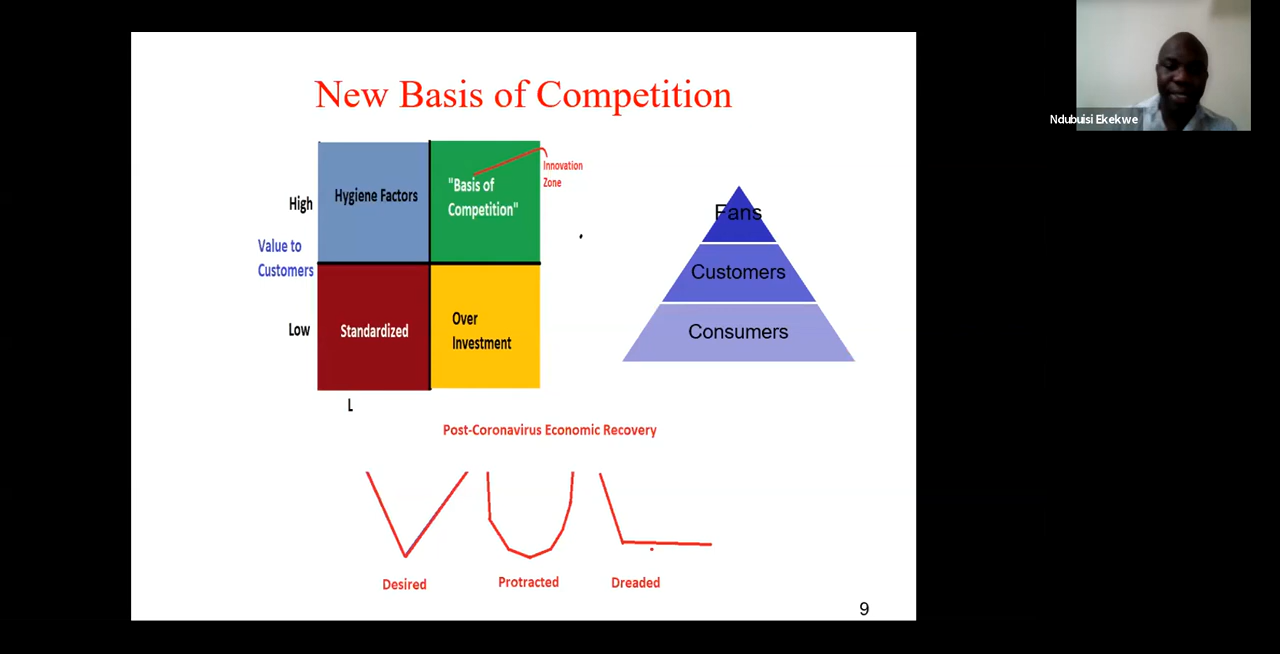 New Basis of Competition
Ndubuisi Ekekwe
Hygiene Factors
"Basis of
Competition"
Innovation
Zone
High
Value to
Customers
Low
Standardized
Over
Investment
L
Fans
Customers
Consumers
Post-Coronavirus Economic Recovery
Desired
Protracted
Dreaded
9